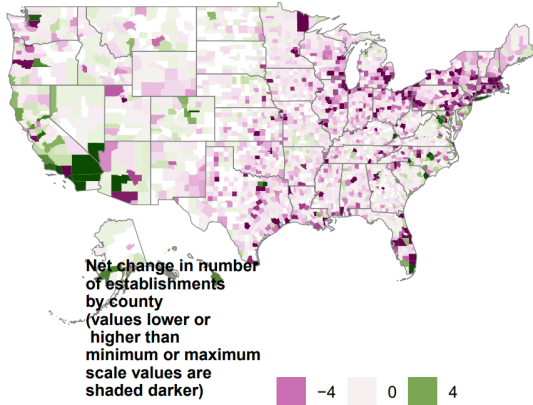 Net change in number
of establishments
by county
(values lower or
higher than
minimum or maximum
scale values are
shaded darker)
−4 0 4